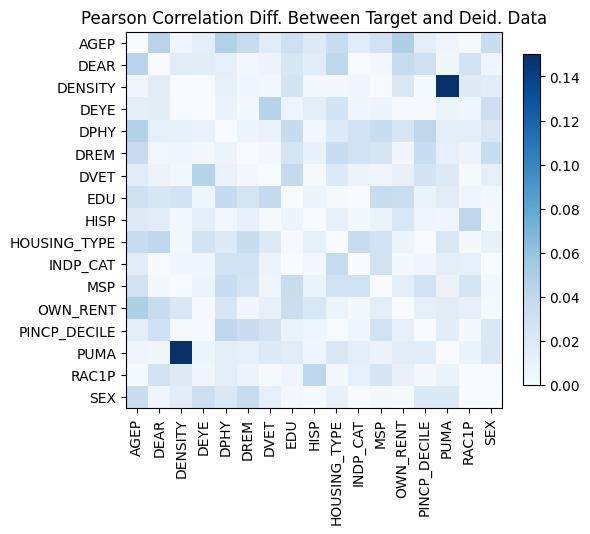 Pearson Correlation Diff. Between Target and Deid. Data
AGEP
DEAR
DENSITY
DEYE
DPHY
DREM
DVET
EDU
HISP
HOUSING_TYPE
INDP_CAT
MSP
OWN_RENT
PINCP_DECILE
PUMA
RAC1P
SEX
AGEP
DEAR
DENSITY
DEYE
DPHY
DREM
DVET
EDU
HISP
HOUSING_TYPE
INDP_CAT
MSP
OWN_RENT
PINCP_DECILE
PUMA
RAC1P
SEX
0.14
0.12
0.10
0.08
0.06
0.04
0.02
0.00